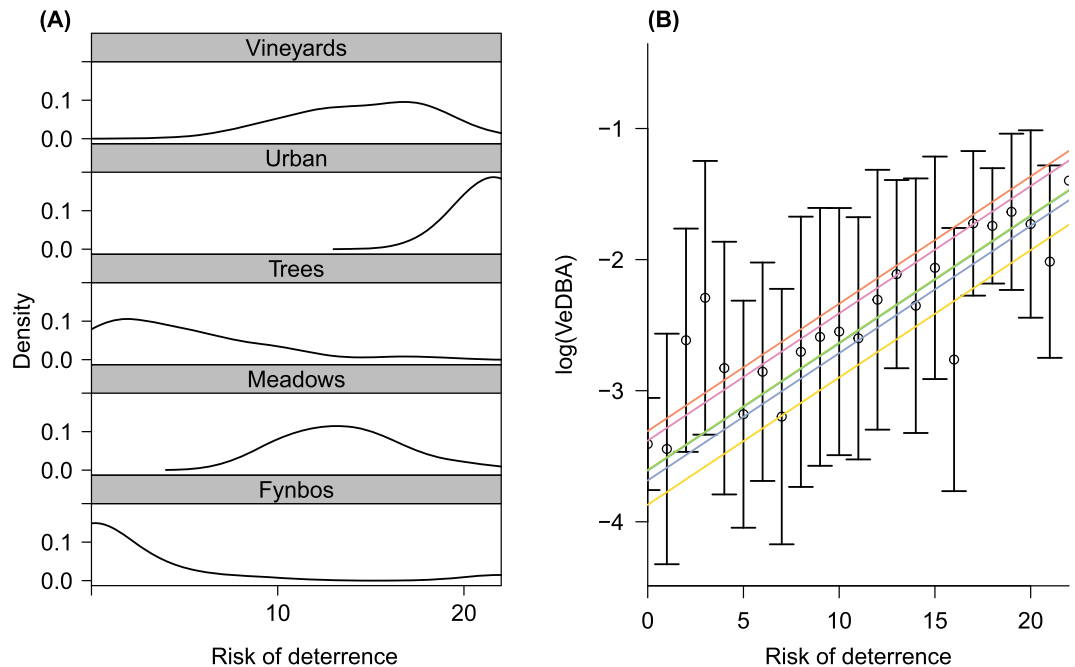 (A)
Vineyards
0.1
0.0
Urban
0.1
0.0
Trees
0.1
0.0
Meadows
0.1
0.0
Fynbos
0.1
0.0
Density
10 20
Risk of deterrence
(B)
−1
−2
−3
−4
log(VeDBA)
0 5 10 15 20
Risk of deterrence